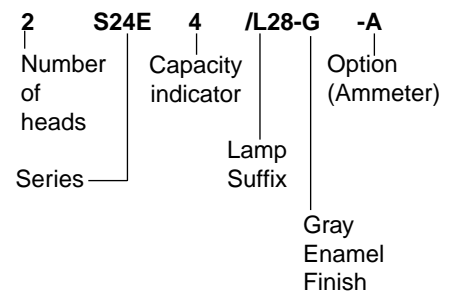 2 S24E 4 /L28-G -A
Number of heads
Capacity indicator
Option (Ammeter)
Series
Lamp Suffix
Gray Enamel Finish